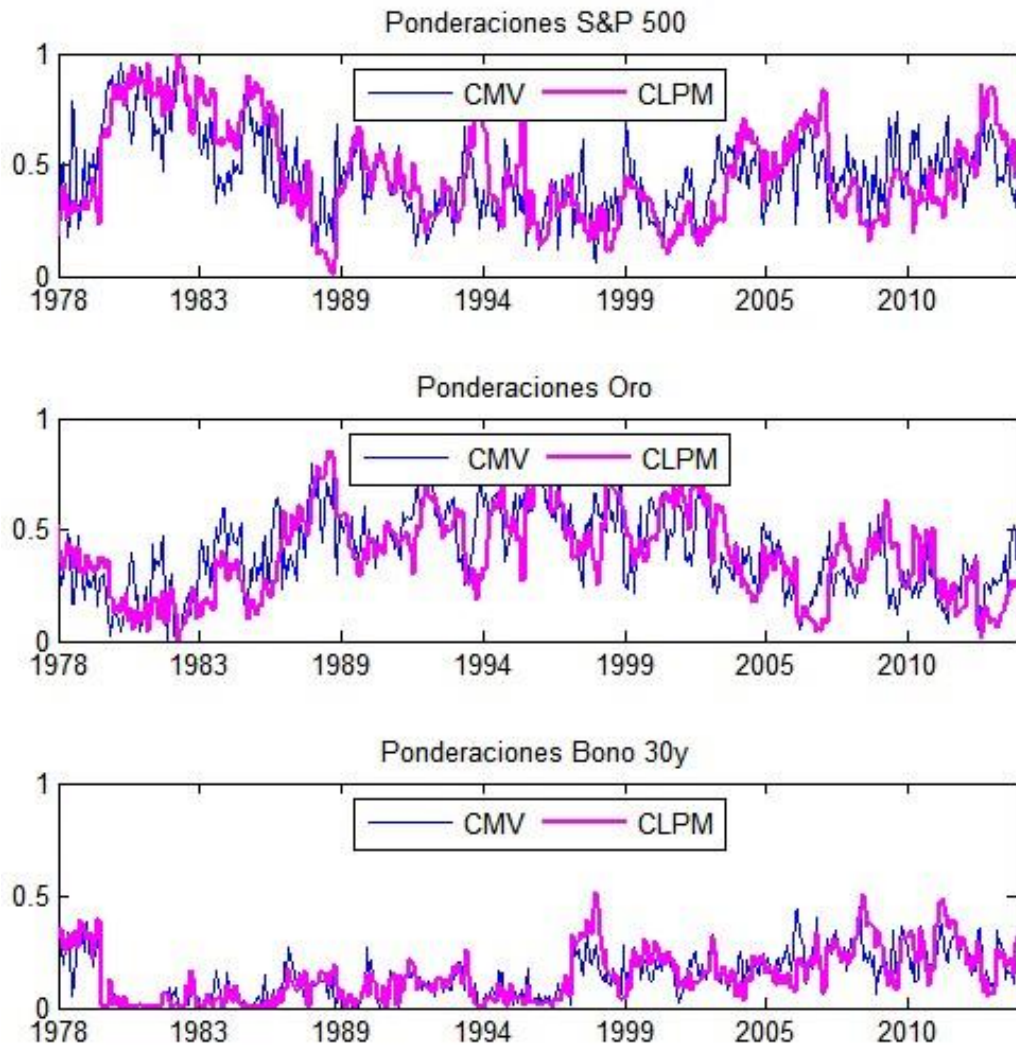 Ponderaciones S&P 500
1
0.5
0
CMV CLPM
1978 1983 1989 1994 1999 2005 2010
Ponderaciones Oro
1
0.5
0
CMV CLPM
1978 1983 1989 1994 1999 2005 2010
Ponderaciones Bono 30y
1
0.5
0
CMV CLPM
1978 1983 1989 1994 1999 2005 2010